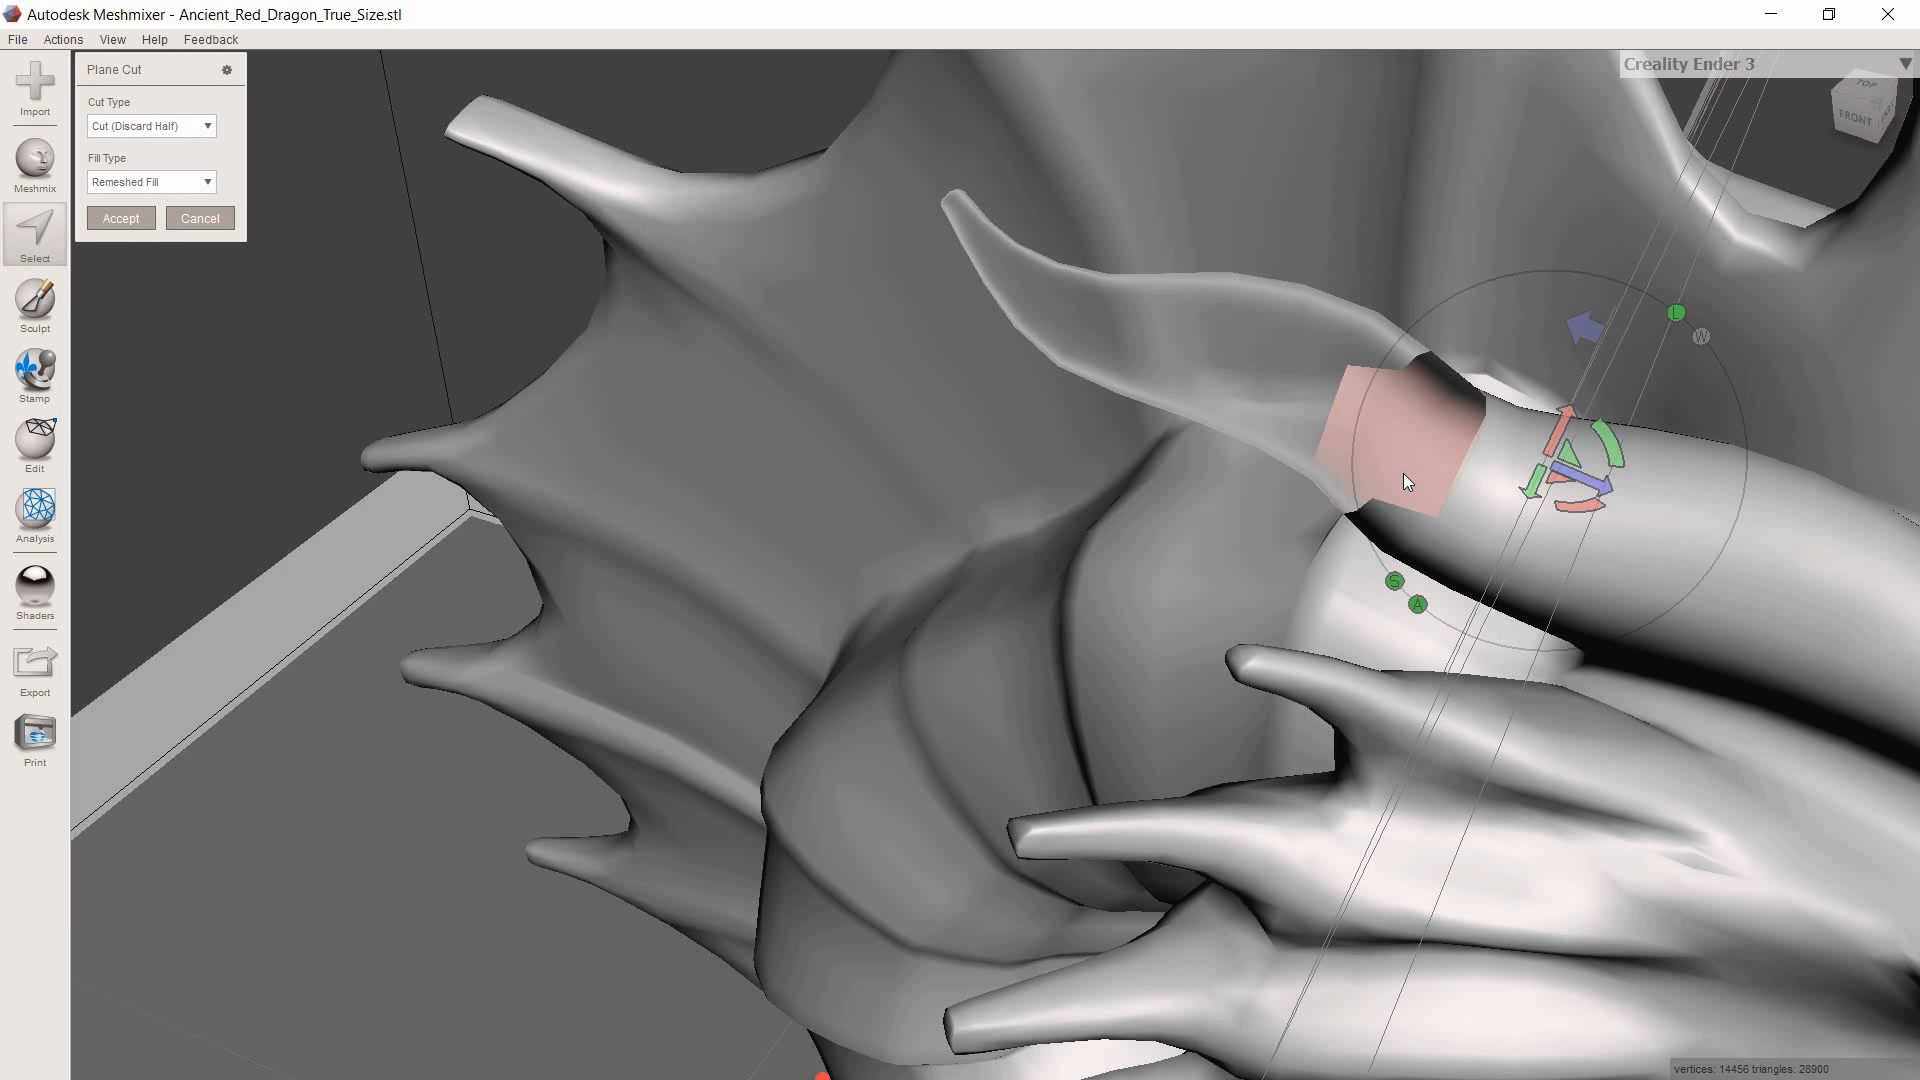 Autodesk Meshmixer - Ancient_Red_Dragon_True_Size.stl
File Actions View Help Feedback
Plane Cut
Cut Type
Cut (Discard Half)
Fill Type
Remeshed Fill
Accept Cancel
Import
Meshmix
Select
Sculpt
Stamp
Edit
Analysis
Shaders
Export
Print
Creality Ender 3
TOP
FRONT
L
W
S
A
vertices: 14456 triangles: 28900